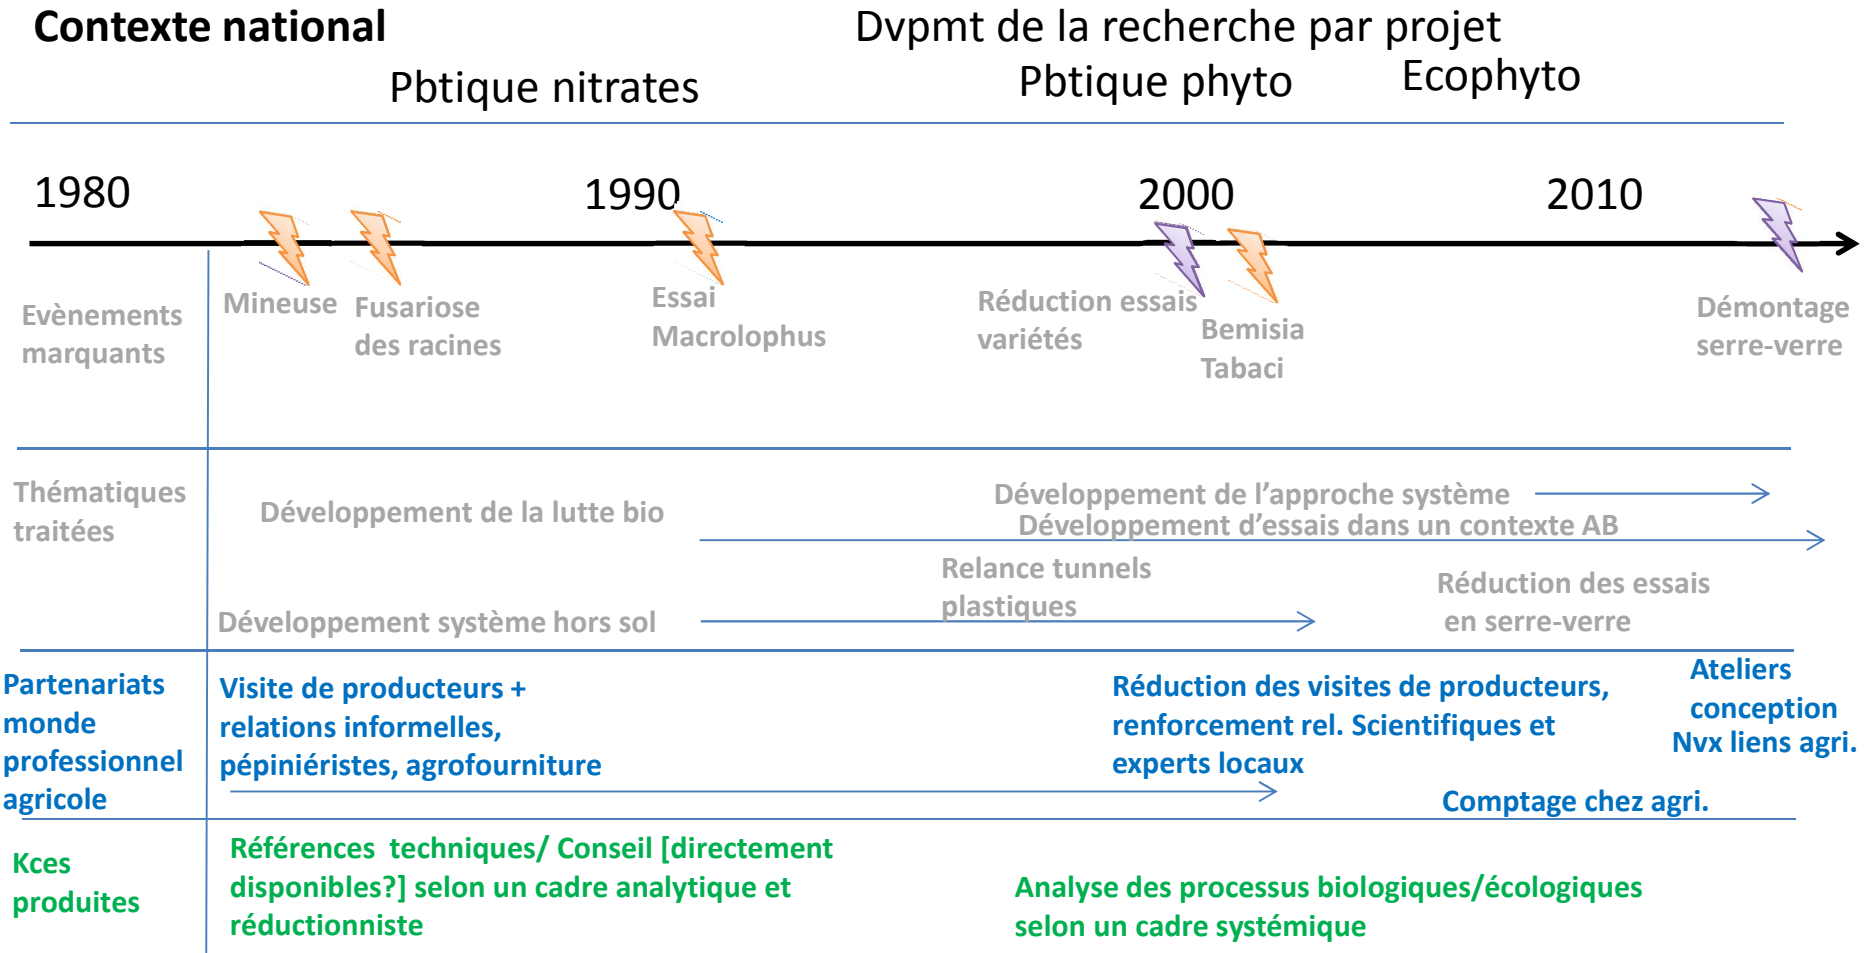 Contexte national
Dvpmt de la recherche par projet
Pbtique nitrates
Pbtique phyto
Ecophyto
1980
1990
2000
2010
Evènements
marquants
Mineuse
Fusariose
des racines
Essai
Macrolophus
Réduction essais
variétés
Bemisia
Tabaci
Démontage
serre-verre
Thématiques
traitées
Développement de la lutte bio
Développement de l’approche système
Développement d’essais dans un contexte AB
Relance tunnels
plastiques
Développement système hors sol
Réduction des essais
en serre-verre
Partenariats
monde
professionnel
agricole
Visite de producteurs +
relations informelles,
pépiniéristes, agrofourniture
Réduction des visites de producteurs,
renforcement rel. Scientifiques et
experts locaux
Ateliers
conception
Nvx liens agri.
Comptage chez agri.
Kces
produites
Références techniques/ Conseil [directement
disponibles?] selon un cadre analytique et
réductionniste
Analyse des processus biologiques/écologiques
selon un cadre systémique